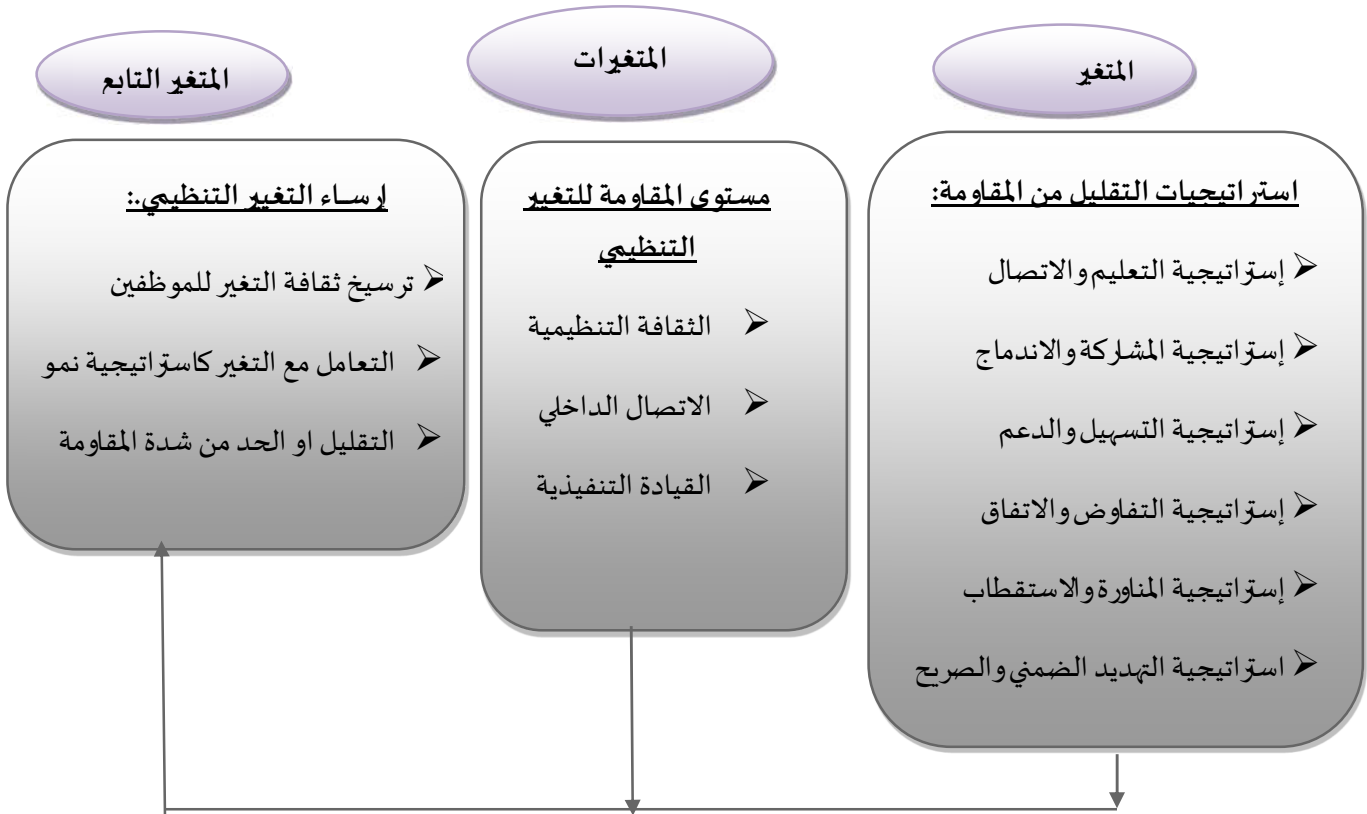 المتغير
المتغيرات
المتغير التابع
استراتيجيات التقليل من المقاومة:
➢ إستراتيجية التعليم والاتصال
➢ إستراتيجية المشاركة والاندماج
➢ إستراتيجية التسهيل والدعم
➢ إستراتيجية التفاوض والاتفاق
➢ إستراتيجية المناورة والاستقطاب
➢ استراتيجية التهديد الضمني والصريح
مستوى المقاومة للتغيير
التنظيمي
➢ الثقافة التنظيمية
➢ الاتصال الداخلي
➢ القيادة التنفيذية
إرساء التغيير التنظيمي.:
➢ ترسيخ ثقافة التغير للموظفين
➢ التعامل مع التغير كاستراتيجية نمو
➢ التقليل او الحد من شدة المقاومة